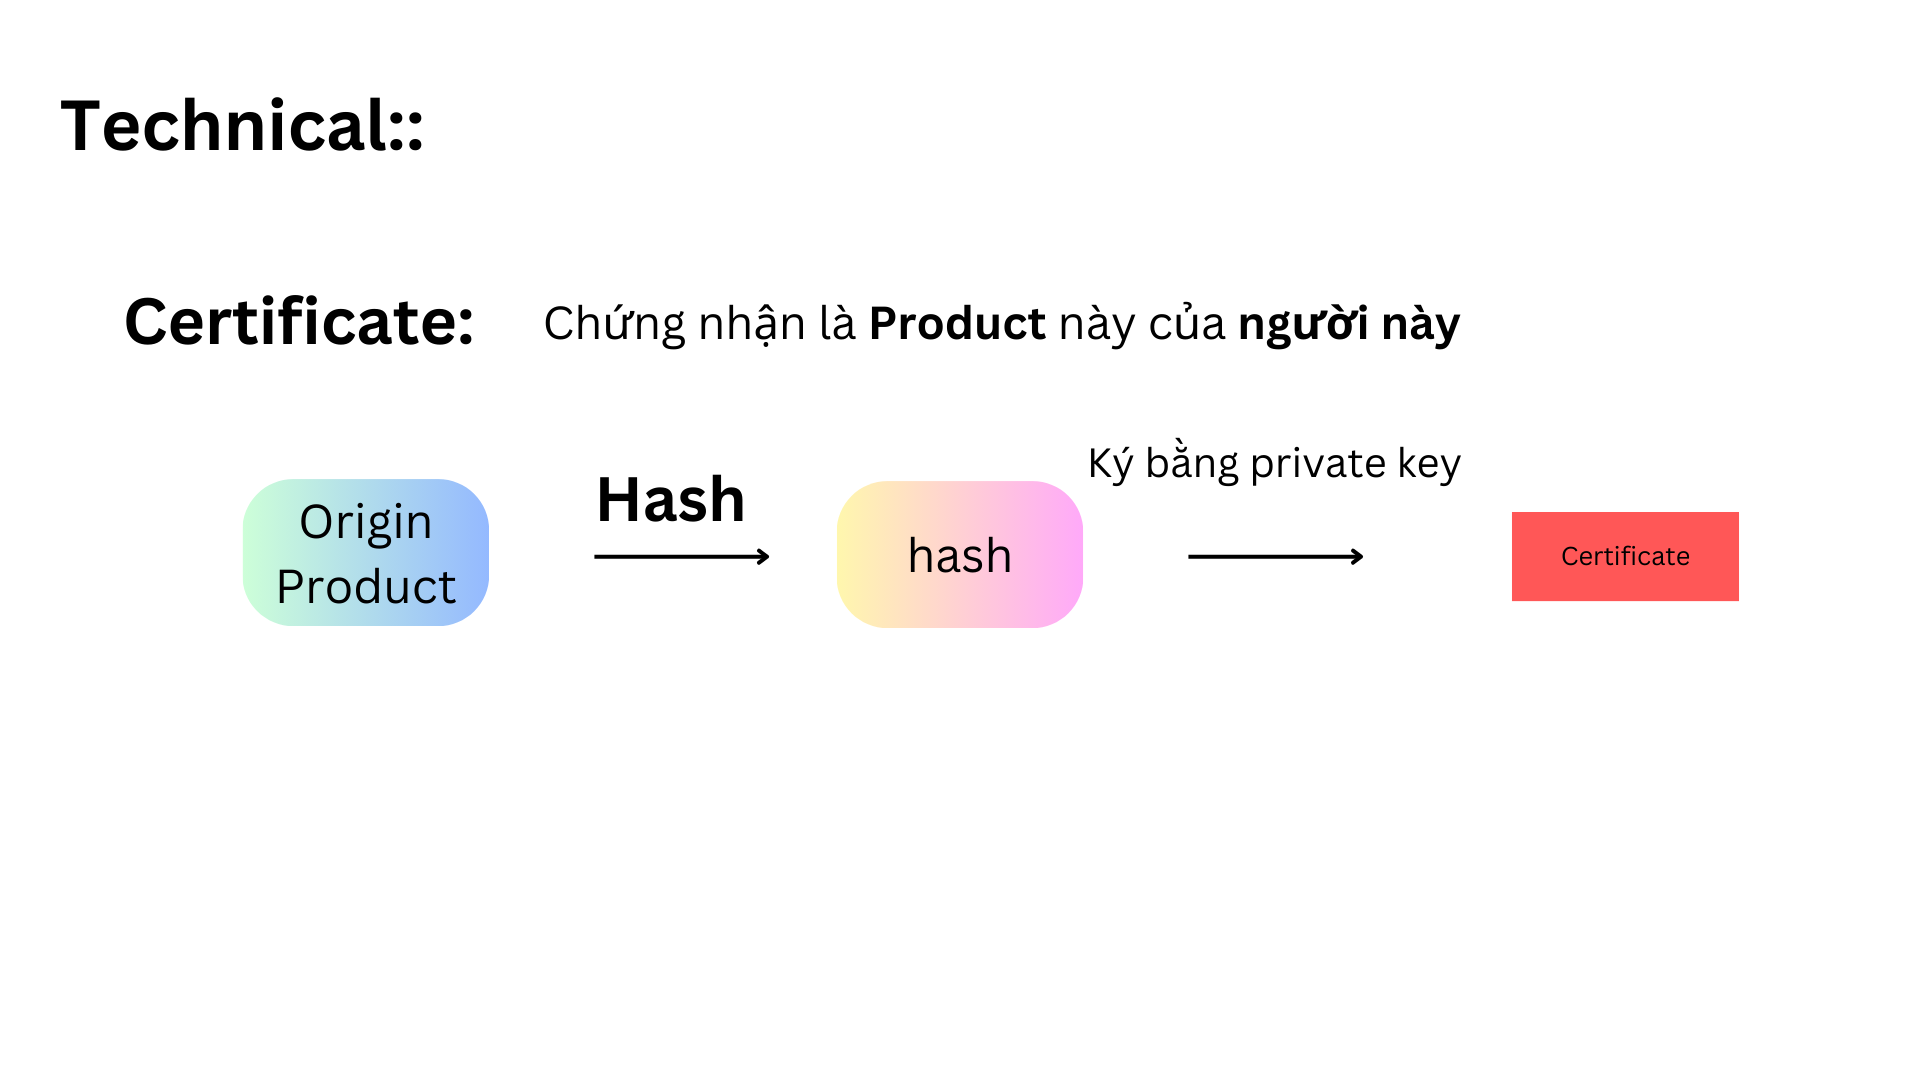 Technical::
Certificate:
Chứng nhận là Product này của người này
Ký bằng private key
Hash
Origin
Product
hash
Certificate